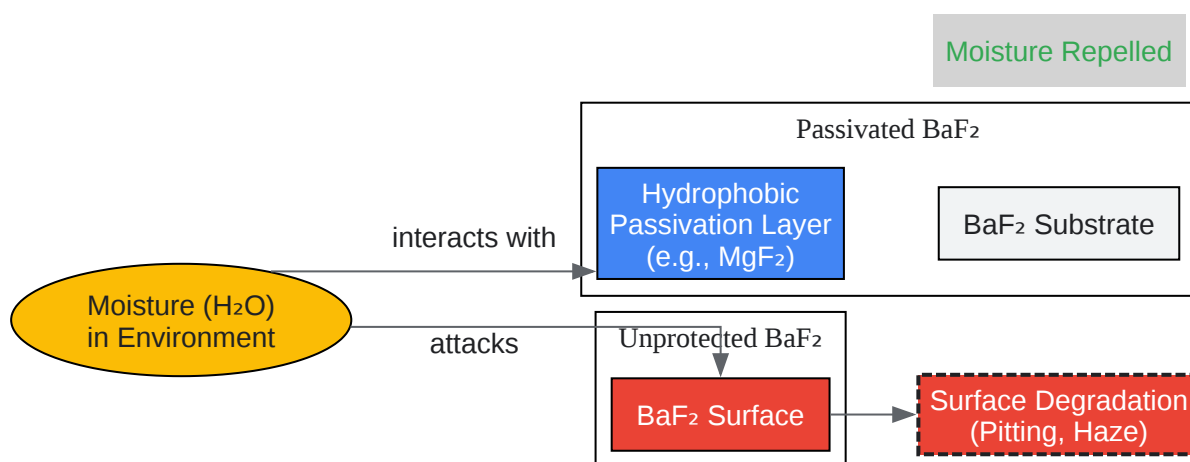 Moisture Repelled
Passivated BaF₂
Hydrophobic
Passivation Layer
(e.g., MgF₂)
BaF₂ Substrate
interacts with
Moisture (H₂O)
in Environment
attacks
Unprotected BaF₂
BaF₂ Surface
Surface Degradation
(Pitting, Haze)